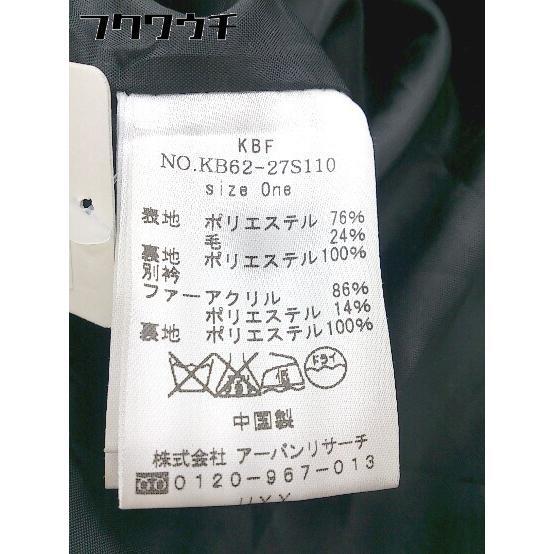 フクワウチ
KBF
NO.KB62-27S110
size One
表地 ポリエステル 76%
毛 24%
裏地 ポリエステル100%
別衿
ファーアクリル 86%
ポリエステル 14%
裏地 ポリエステル100%
低 ドライ
中国製
株式会社 アーバンリサーチ
0120-967-013